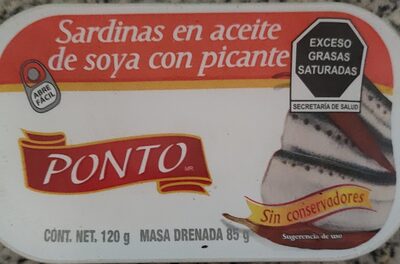 Sardinas en aceite
de soya con picante
EXCESO
GRASAS
SATURADAS
SECRETARÍA DE SALUD
ABRE
FÁCIL
PONTO MR
Sin conservadores
CONT. NET. 120 g MASA DRENADA 85 g
Sugerencia de uso